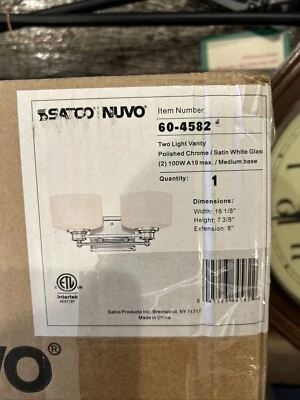 SATCO NUVO®
Item Number:
60-4582
Two Light Vanity
Polished Chrome / Satin White Glass
(2) 100W A19 max. / Medium base
Quantity: 1
Dimensions:
Width: 16 1/8"
Height: 7 3/8"
Extension: 8"
ETL
Intertek
Satco Products Inc. Brentwood, NY 11717
Made in China
VO®